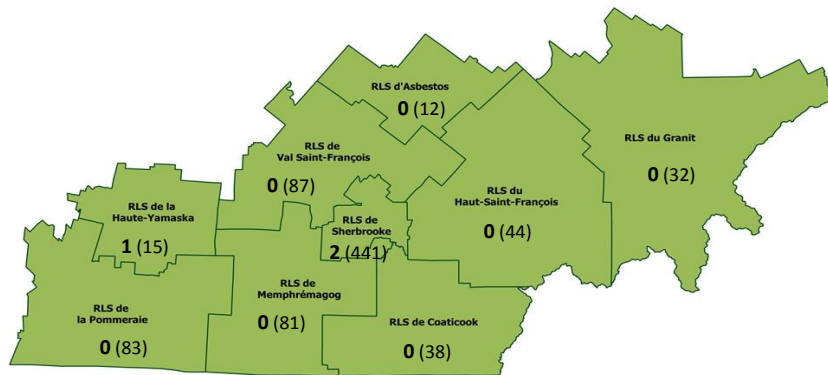 RLS d'Asbestos
0 (12)
RLS du Granit
0 (32)
RLS de
Val Saint-François
0 (87)
RLS du
Haut-Saint-François
0 (44)
RLS de la
Haute-Yamaska
1 (15)
RLS de
Sherbrooke
2 (441)
RLS de
la Pommeraie
0 (83)
RLS de
Memphrémagog
0 (81)
RLS de Coaticook
0 (38)